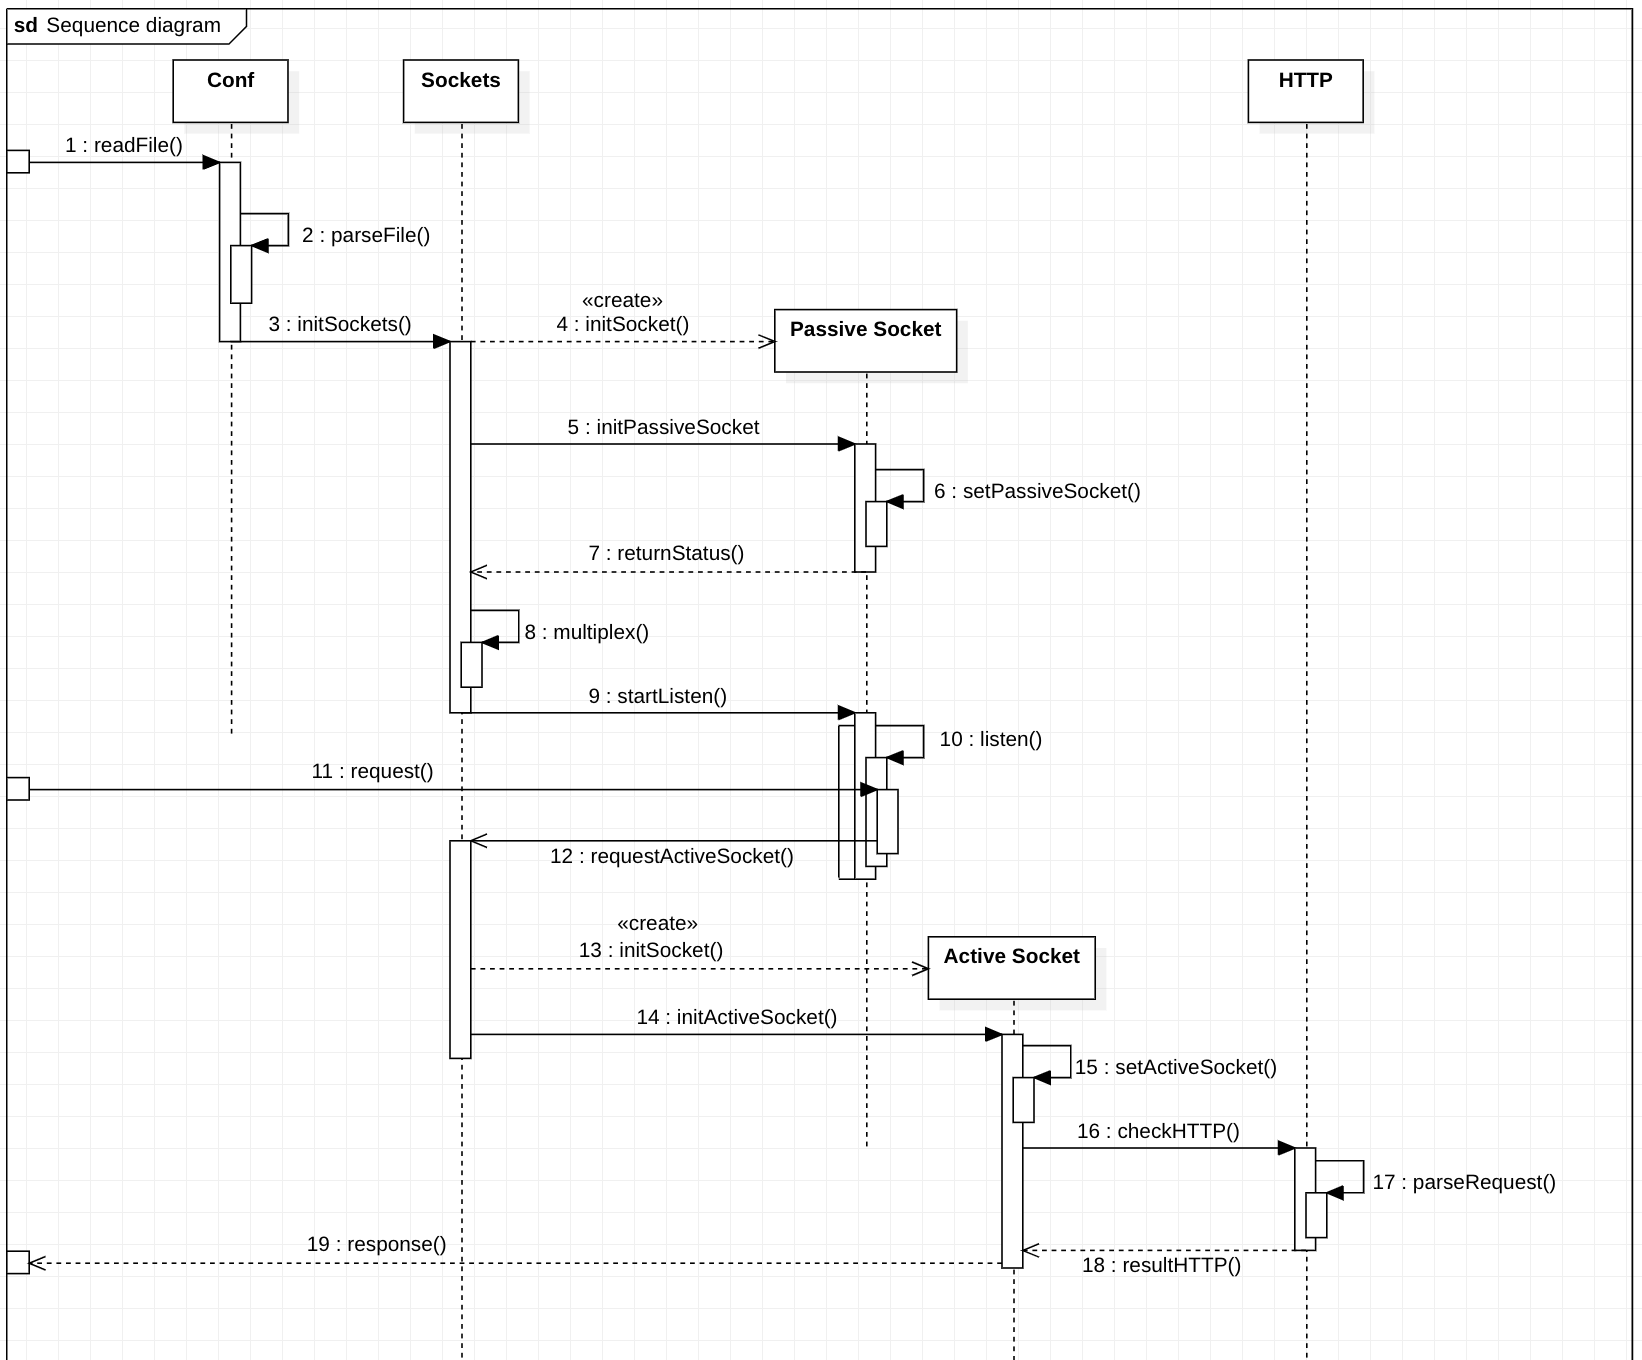 sd Sequence diagram
Conf
Sockets
HTTP
1 : readFile()
2 : parseFile()
3 : initSockets()
«create»
4 : initSocket()
Passive Socket
5 : initPassiveSocket
6 : setPassiveSocket()
7 : returnStatus()
8 : multiplex()
9 : startListen()
10 : listen()
11 : request()
12 : requestActiveSocket()
«create»
13 : initSocket()
Active Socket
14 : initActiveSocket()
15 : setActiveSocket()
16 : checkHTTP()
17 : parseRequest()
19 : response()
18 : resultHTTP()